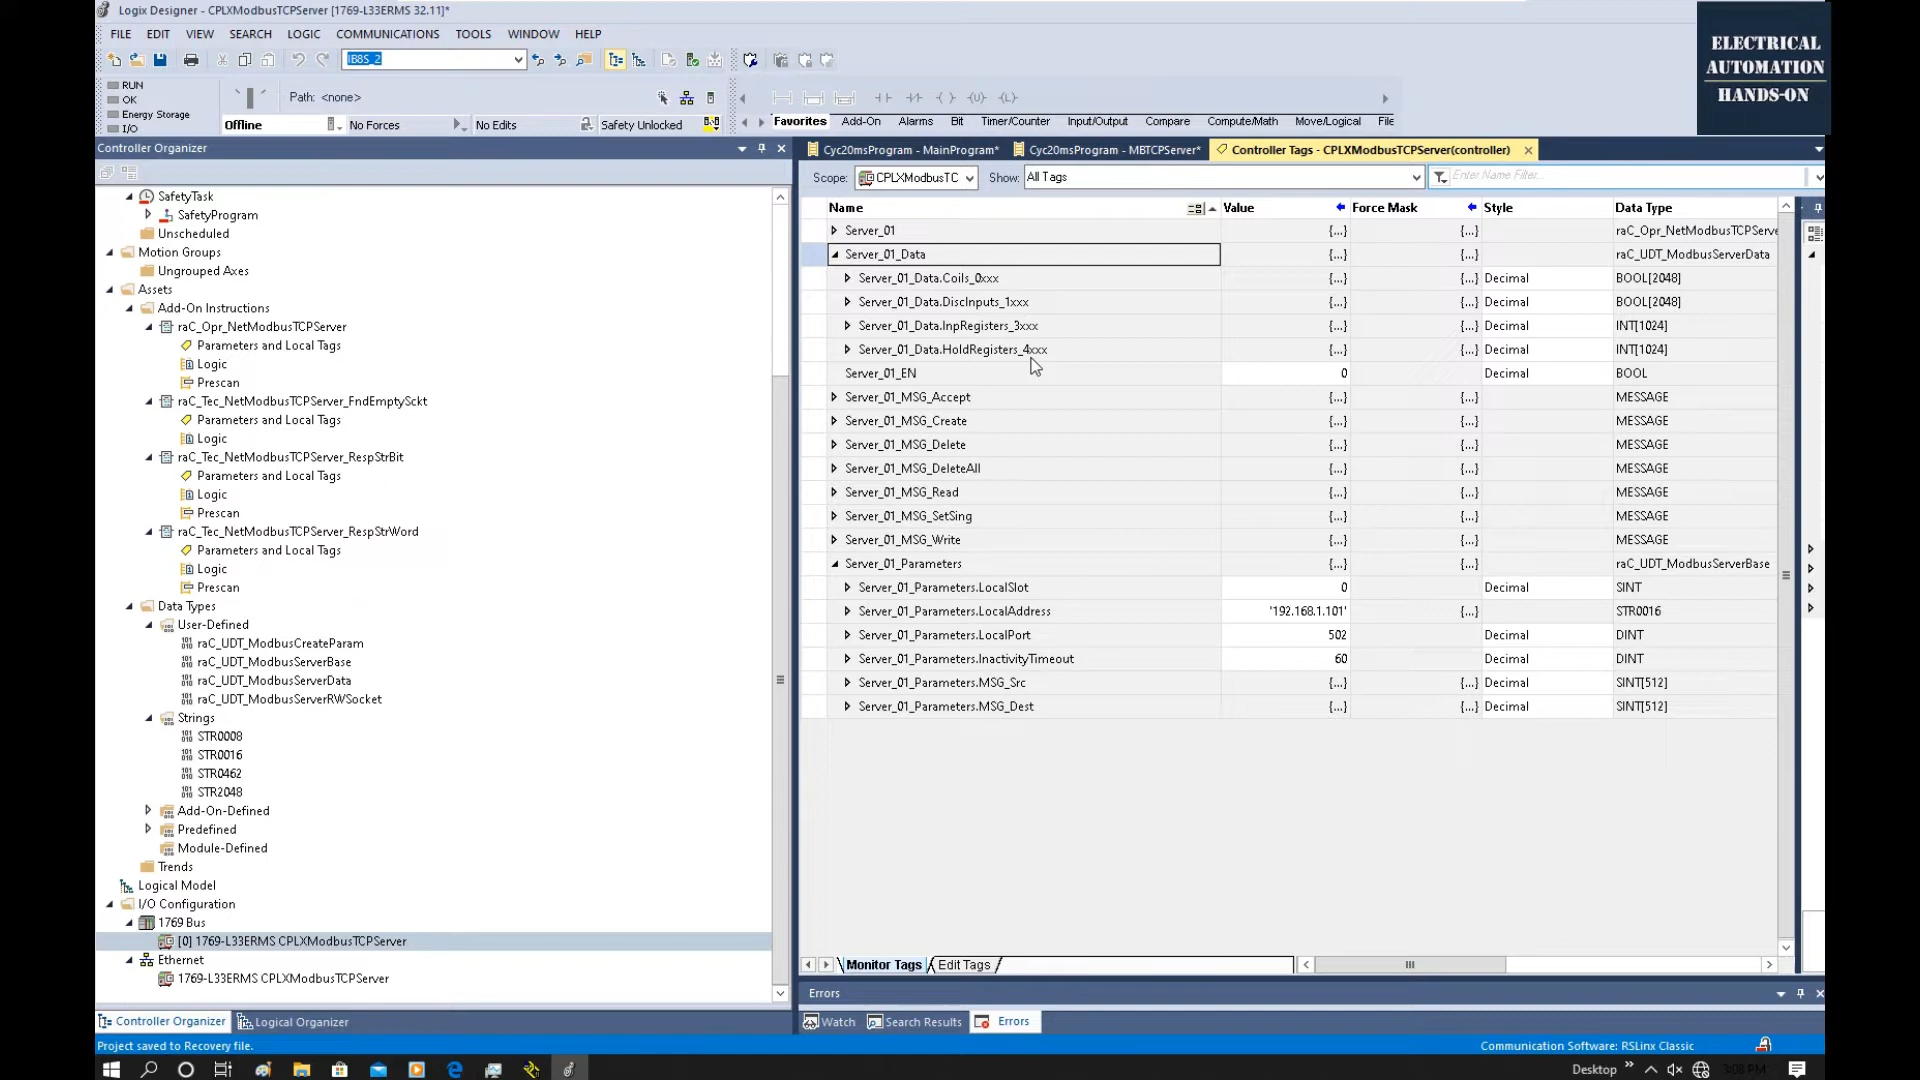 Logix Designer - CPLXModbusTCPServer [1769-L33ERMS 32.11]*
FILE EDIT VIEW SEARCH LOGIC COMMUNICATIONS TOOLS WINDOW HELP
IB8S_2
RUN
OK
Energy Storage
I/O
Path: <none>
Offline No Forces No Edits Safety Unlocked
Favorites Add-On Alarms Bit Timer/Counter Input/Output Compare Compute/Math Move/Logical File
ELECTRICAL
AUTOMATION
HANDS-ON
Controller Organizer
SafetyTask
SafetyProgram
Unscheduled
Motion Groups
Ungrouped Axes
Assets
Add-On Instructions
raC_Opr_NetModbusTCPServer
Parameters and Local Tags
Logic
Prescan
raC_Tec_NetModbusTCPServer_FndEmptySckt
Parameters and Local Tags
Logic
raC_Tec_NetModbusTCPServer_RespStrBit
Parameters and Local Tags
Logic
Prescan
raC_Tec_NetModbusTCPServer_RespStrWord
Parameters and Local Tags
Logic
Prescan
Data Types
User-Defined
raC_UDT_ModbusCreateParam
raC_UDT_ModbusServerBase
raC_UDT_ModbusServerData
raC_UDT_ModbusServerRWSocket
Strings
STR0008
STR0016
STR0462
STR2048
Add-On-Defined
Predefined
Module-Defined
Trends
Logical Model
I/O Configuration
1769 Bus
[0] 1769-L33ERMS CPLXModbusTCPServer
Ethernet
1769-L33ERMS CPLXModbusTCPServer
Controller Organizer Logical Organizer
Cyc20msProgram - MainProgram* Cyc20msProgram - MBTCPServer* Controller Tags - CPLXModbusTCPServer(controller)
Scope: CPLXModbusTC Show: All Tags Enter Name Filter...
Name Value Force Mask Style Data Type
Server_01 {...} {...} raC_Opr_NetModbusTCPServe
Server_01_Data {...} {...} raC_UDT_ModbusServerData
Server_01_Data.Coils_0xxx {...} {...} Decimal BOOL[2048]
Server_01_Data.DiscInputs_1xxx {...} {...} Decimal BOOL[2048]
Server_01_Data.InpRegisters_3xxx {...} {...} Decimal INT[1024]
Server_01_Data.HoldRegisters_4xxx {...} {...} Decimal INT[1024]
Server_01_EN 0 Decimal BOOL
Server_01_MSG_Accept {...} {...} MESSAGE
Server_01_MSG_Create {...} {...} MESSAGE
Server_01_MSG_Delete {...} {...} MESSAGE
Server_01_MSG_DeleteAll {...} {...} MESSAGE
Server_01_MSG_Read {...} {...} MESSAGE
Server_01_MSG_SetSing {...} {...} MESSAGE
Server_01_MSG_Write {...} {...} MESSAGE
Server_01_Parameters {...} {...} raC_UDT_ModbusServerBase
Server_01_Parameters.LocalSlot 0 Decimal SINT
Server_01_Parameters.LocalAddress '192.168.1.101' {...} STR0016
Server_01_Parameters.LocalPort 502 Decimal DINT
Server_01_Parameters.InactivityTimeout 60 Decimal DINT
Server_01_Parameters.MSG_Src {...} {...} Decimal SINT[512]
Server_01_Parameters.MSG_Dest {...} {...} Decimal SINT[512]
Monitor Tags Edit Tags
Errors
Watch Search Results Errors
Project saved to Recovery file. Communication Software: RSLinx Classic
Desktop 3:08 PM